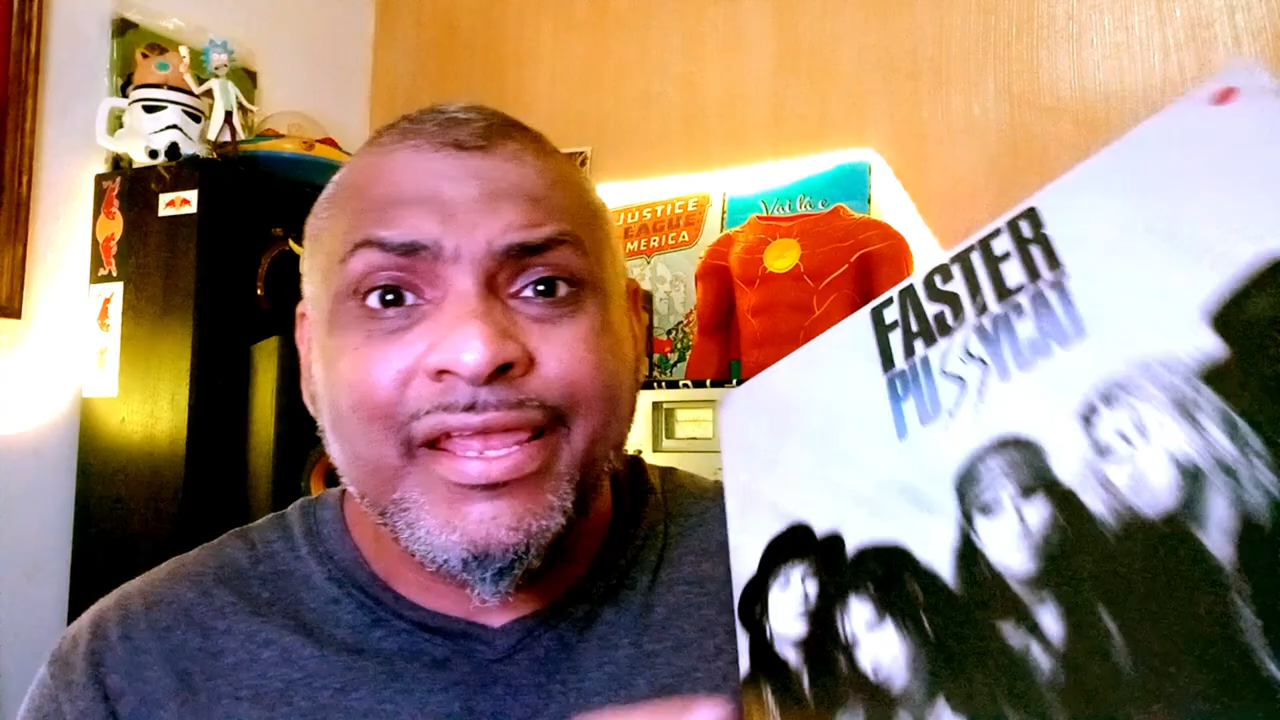 JUSTICE
LEAGUE
AMERICA
Vai lá e
FASTER
PUSSYCAT